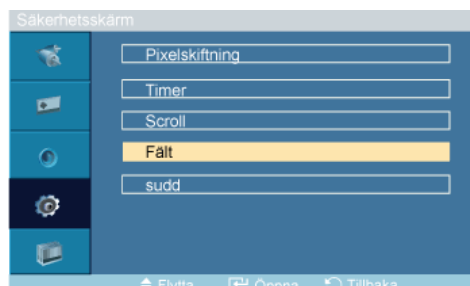 Säkerhetsskärm
Pixelskiftning
Timer
Scroll
Fält
sudd
Flytta Öppna Tillbaka